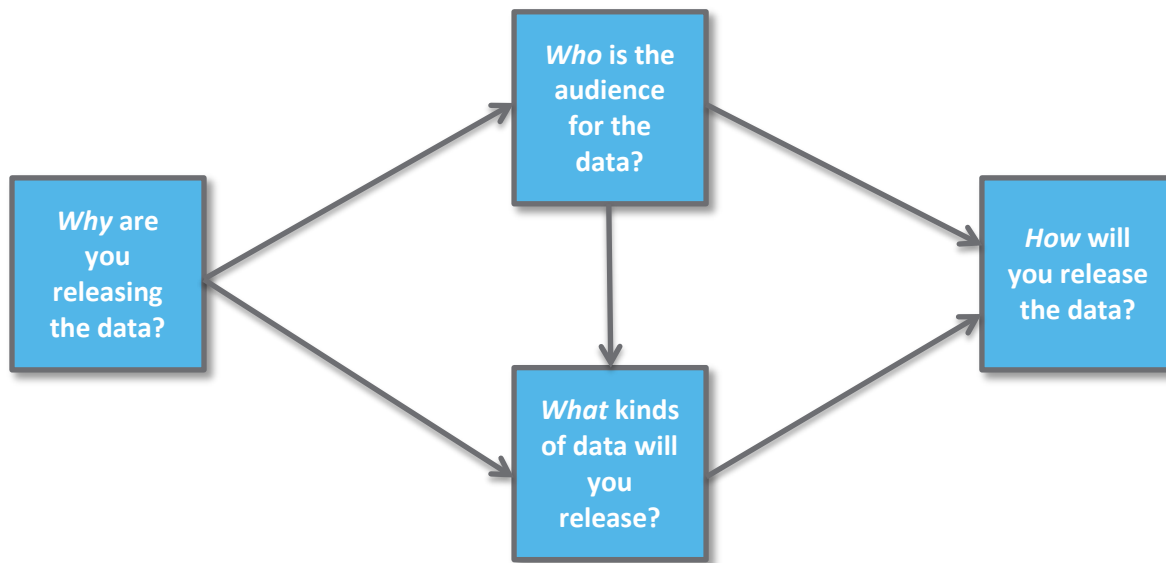 Who is the
audience
for the
data?
Why are
you
releasing
the data?
How will
you release
the data?
What kinds
of data will
you
release?